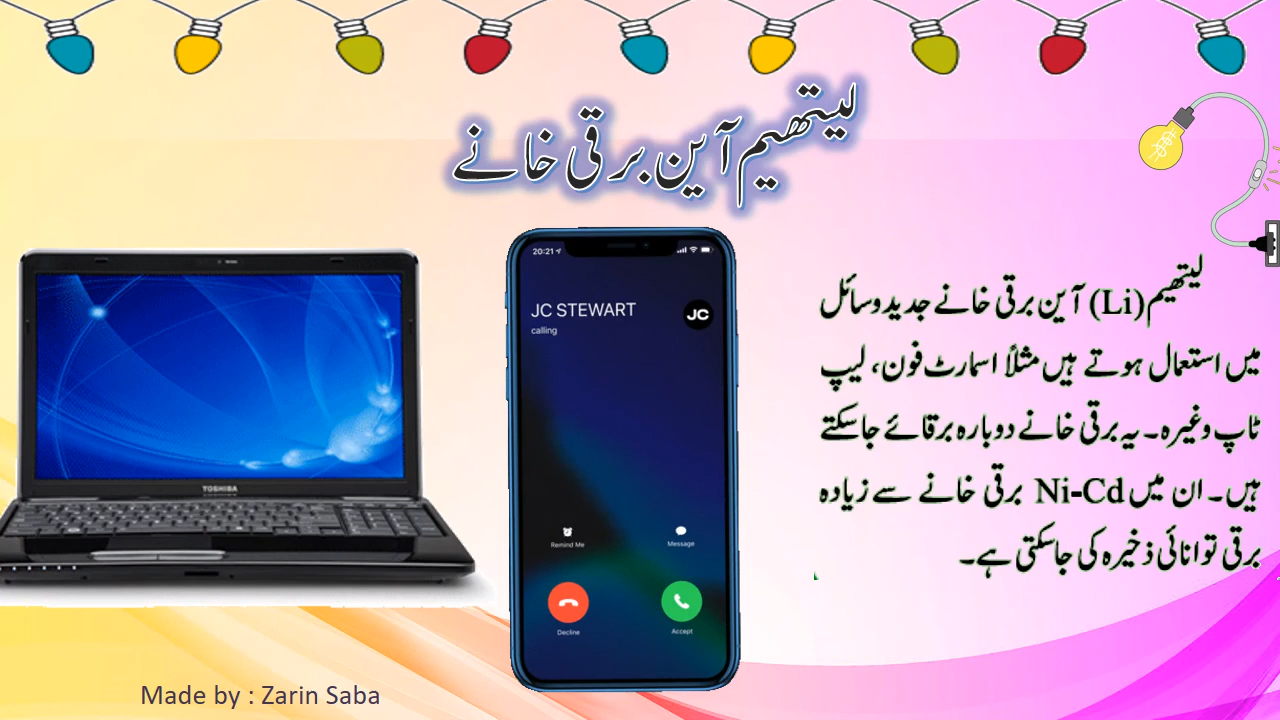 لیتھیم آین برقی خانے
لیتھیم(Li) آین برقی خانے جدید وسائل
میں استعمال ہوتے ہیں مثلاً اسمارٹ فون، لیپ
ٹاپ وغیرہ۔ یہ برقی خانے دوبارہ برقائے جاسکتے
ہیں۔ ان میں Ni-Cd برقی خانے سے زیادہ
برقی توانائی ذخیرہ کی جاسکتی ہے۔
TOSHIBA
20:21
JC STEWART
JC
calling
Remind Me
Message
Decline
Accept
Made by : Zarin Saba